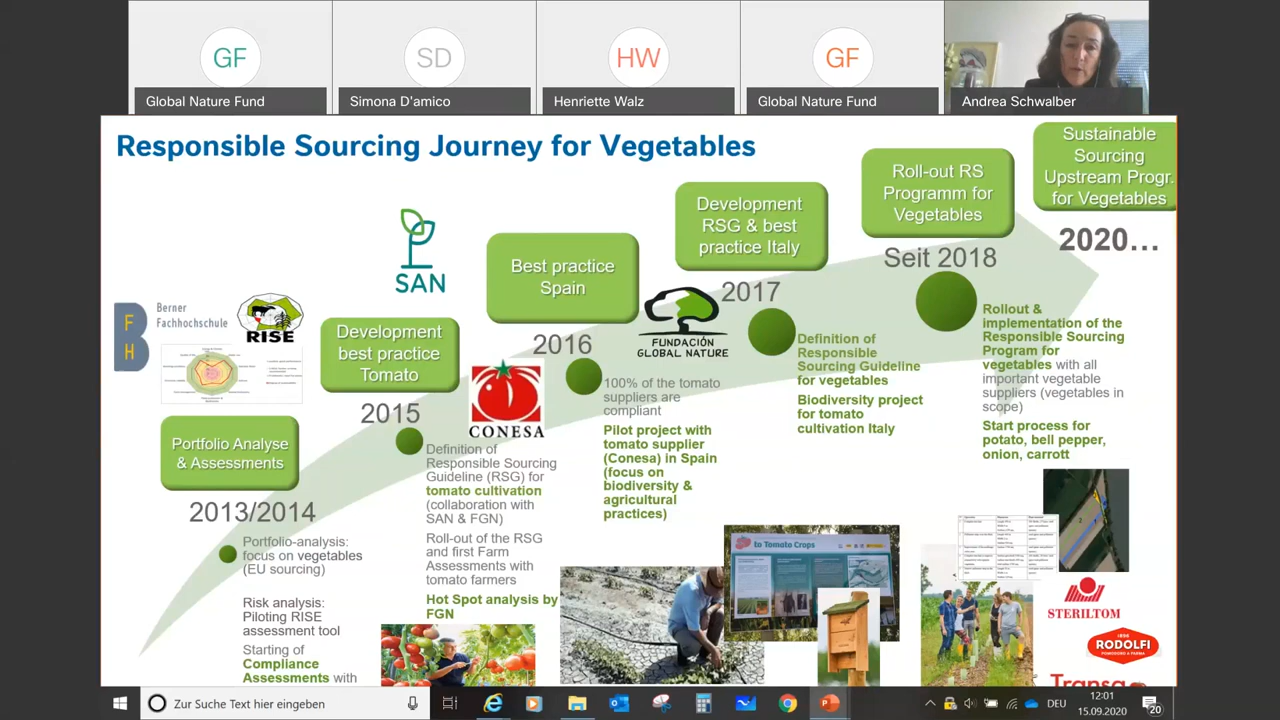 GF
Global Nature Fund
SD
Simona D'amico
HW
Henriette Walz
GF
Global Nature Fund
Andrea Schwalber
Responsible Sourcing Journey for Vegetables
Berner
Fachhochschule
F
H
B
RISE
Portfolio Analyse
& Assessments
2013/2014
Portfolio-analysis:
focus on vegetables
(EU sourcing)
Risk analysis:
Piloting RISE
assessment tool
Starting of
Compliance
Assessments with
SAN
Development
best practice
Tomato
2015
Definition of
Responsible Sourcing
Guideline (RSG) for
tomato cultivation
(collaboration with
SAN & FGN)
Roll-out of the RSG
and first Farm
Assessments with
tomato farmers
Hot Spot analysis by
FGN
CONESA
Best practice
Spain
2016
100% of the tomato
suppliers are
compliant
Pilot project with
tomato supplier
(Conesa) in Spain
(focus on
biodiversity &
agricultural
practices)
FUNDACIÓN
GLOBAL NATURE
Development
RSG & best
practice Italy
2017
Definition of
Responsible
Sourcing Guideline
for vegetables
Biodiversity project
for tomato
cultivation Italy
to Tomato Crops
Roll-out RS
Programm for
Vegetables
Seit 2018
Rollout &
implementation of the
Responsible Sourcing
Program for
vegetables with all
important vegetable
suppliers (vegetables in
scope)
Start process for
potato, bell pepper,
onion, carrott
Sustainable
Sourcing
Upstream Progr.
for Vegetables
2020…
STERILTOM
1896
RODOLFI
POMODORO A PARMA
Transa
Zur Suche Text hier eingeben
DEU
12:01
15.09.2020
20